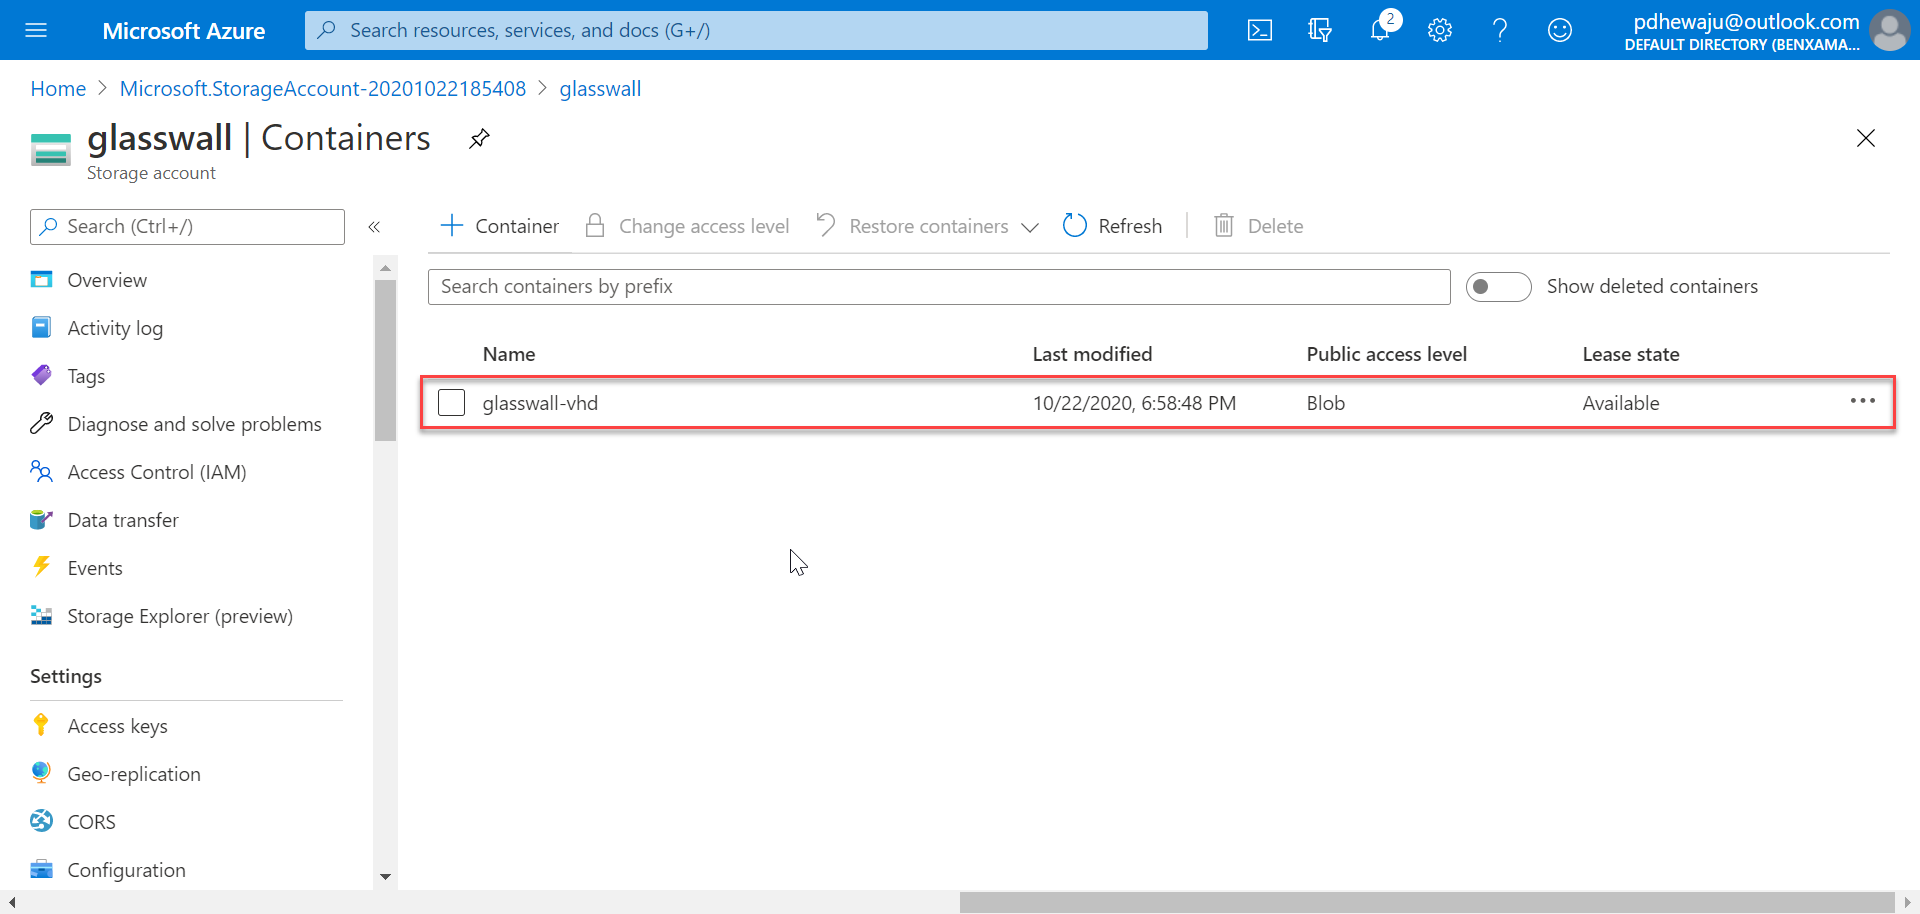 Microsoft Azure
Search resources, services, and docs (G+/)
2
pdhewaju@outlook.com
DEFAULT DIRECTORY (BENXAMA...
Home > Microsoft.StorageAccount-20201022185408 > glasswall
glasswall | Containers
Storage account
Search (Ctrl+/)
«
Overview
Activity log
Tags
Diagnose and solve problems
Access Control (IAM)
Data transfer
Events
Storage Explorer (preview)
Settings
Access keys
Geo-replication
CORS
Configuration
Container
Change access level
Restore containers
Refresh
Delete
Search containers by prefix
Show deleted containers
Name Last modified Public access level Lease state
glasswall-vhd 10/22/2020, 6:58:48 PM Blob Available ...